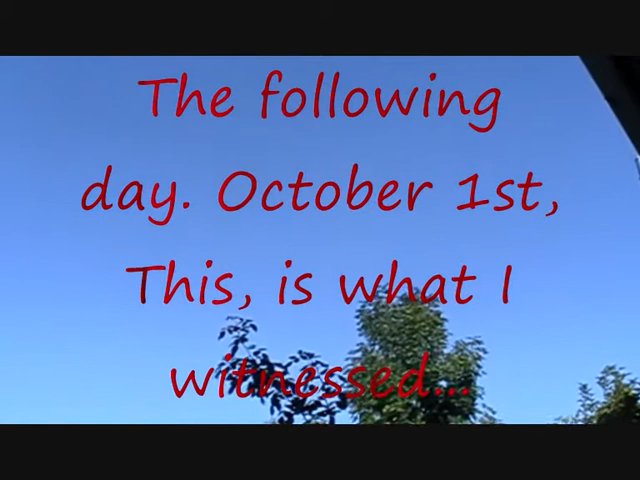 The following
day. October 1st,
This, is what I
witnessed...